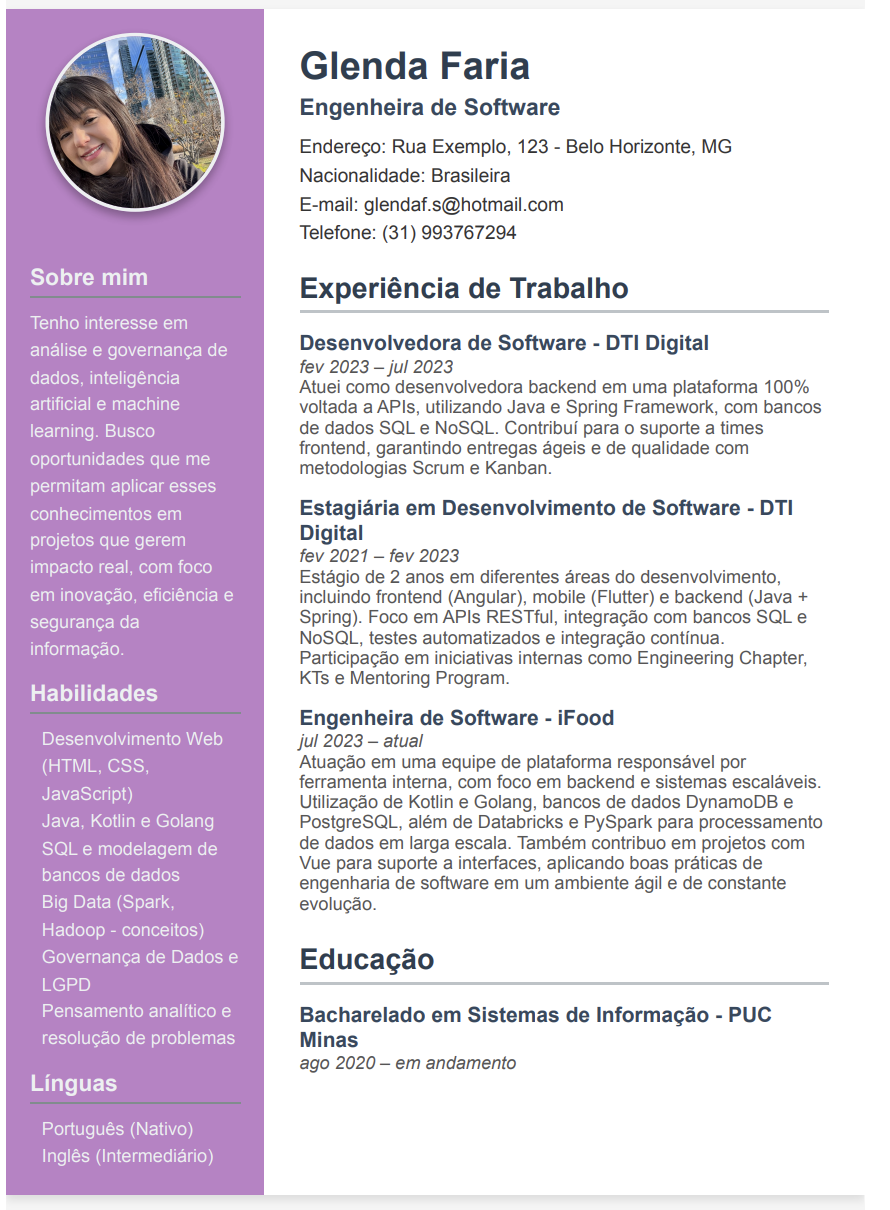 Glenda Faria
Engenheira de Software
Endereço: Rua Exemplo, 123 - Belo Horizonte, MG
Nacionalidade: Brasileira
E-mail: glendaf.s@hotmail.com
Telefone: (31) 993767294
Sobre mim
Tenho interesse em
análise e governança de
dados, inteligência
artificial e machine
learning. Busco
oportunidades que me
permitam aplicar esses
conhecimentos em
projetos que gerem
impacto real, com foco
em inovação, eficiência e
segurança da
informação.
Habilidades
Desenvolvimento Web
(HTML, CSS,
JavaScript)
Java, Kotlin e Golang
SQL e modelagem de
bancos de dados
Big Data (Spark,
Hadoop - conceitos)
Governança de Dados e
LGPD
Pensamento analítico e
resolução de problemas
Línguas
Português (Nativo)
Inglês (Intermediário)
Experiência de Trabalho
Desenvolvedora de Software - DTI Digital
fev 2023 – jul 2023
Atuei como desenvolvedora backend em uma plataforma 100%
voltada a APIs, utilizando Java e Spring Framework, com bancos
de dados SQL e NoSQL. Contribuí para o suporte a times
frontend, garantindo entregas ágeis e de qualidade com
metodologias Scrum e Kanban.
Estagiária em Desenvolvimento de Software - DTI
Digital
fev 2021 – fev 2023
Estágio de 2 anos em diferentes áreas do desenvolvimento,
incluindo frontend (Angular), mobile (Flutter) e backend (Java +
Spring). Foco em APIs RESTful, integração com bancos SQL e
NoSQL, testes automatizados e integração contínua.
Participação em iniciativas internas como Engineering Chapter,
KTs e Mentoring Program.
Engenheira de Software - iFood
jul 2023 – atual
Atuação em uma equipe de plataforma responsável por
ferramenta interna, com foco em backend e sistemas escaláveis.
Utilização de Kotlin e Golang, bancos de dados DynamoDB e
PostgreSQL, além de Databricks e PySpark para processamento
de dados em larga escala. Também contribuo em projetos com
Vue para suporte a interfaces, aplicando boas práticas de
engenharia de software em um ambiente ágil e de constante
evolução.
Educação
Bacharelado em Sistemas de Informação - PUC
Minas
ago 2020 – em andamento